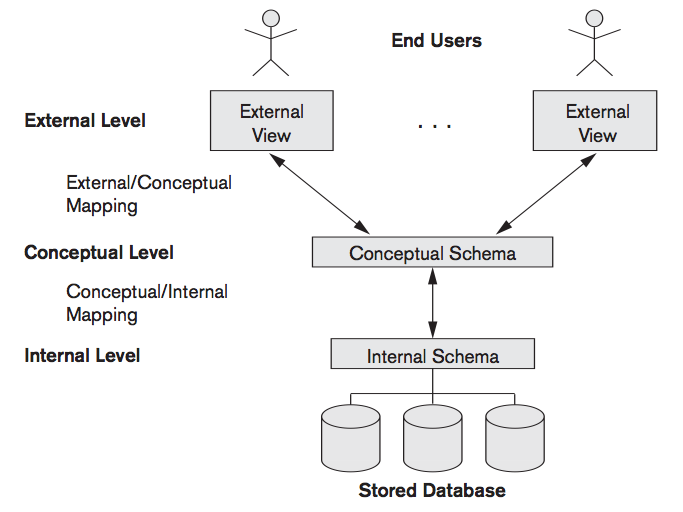 End Users
External Level
External
View
. . .
External
View
External/Conceptual
Mapping
Conceptual Level
Conceptual Schema
Conceptual/Internal
Mapping
Internal Level
Internal Schema
Stored Database